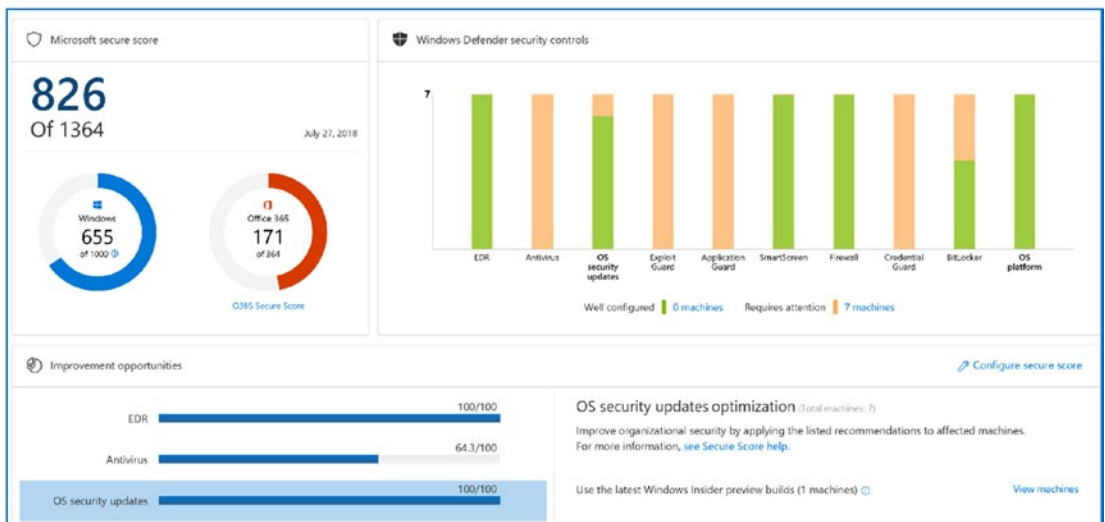 Microsoft secure score
826
Of 1364
July 27, 2018
Windows
655
of 1000
Office 365
171
of 364
O365 Secure Score
Windows Defender security controls
7
EDR
Antivirus
OS
security
updates
Exploit
Guard
Application
Guard
SmartScreen
Firewall
Credential
Guard
BitLocker
OS
platform
Well configured 0 machines Requires attention 7 machines
Improvement opportunities
Configure secure score
EDR 100/100
Antivirus 64.3/100
OS security updates 100/100
OS security updates optimization (Total machines: 7)
Improve organizational security by applying the listed recommendations to affected machines.
For more information, see Secure Score help.
Use the latest Windows Insider preview builds (1 machines) View machines